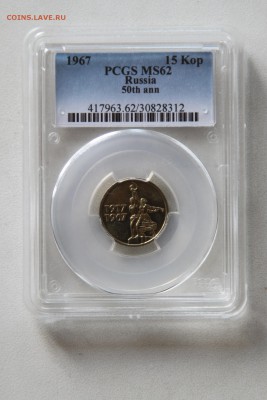 COINS.LAVE.RU
1967 15 Kop
PCGS MS62
Russia
50th ann
417963.62/30828312
1917
1967